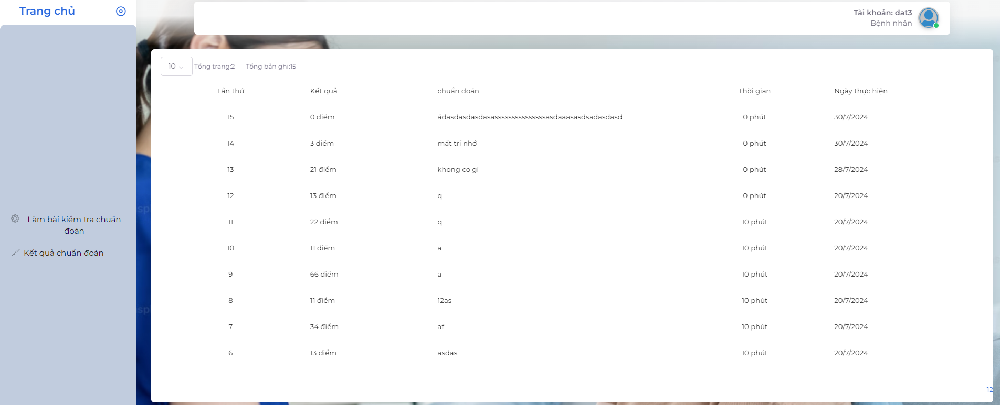 Trang chủ
Tài khoản: dat3
Bệnh nhân
10 Tổng trang:2 Tổng bản ghi:15
Lần thứ Kết quả chuẩn đoán Thời gian Ngày thực hiện
15 0 điểm ádasdasdasdasasssssssssssssssasdaaasasdsadasdasd 0 phút 30/7/2024
14 3 điểm mất trí nhớ 0 phút 30/7/2024
13 21 điểm khong co gi 0 phút 28/7/2024
12 13 điểm q 0 phút 20/7/2024
11 22 điểm q 10 phút 20/7/2024
10 11 điểm a 10 phút 20/7/2024
9 66 điểm a 10 phút 20/7/2024
8 11 điểm 12as 10 phút 20/7/2024
7 34 điểm af 10 phút 20/7/2024
6 13 điểm asdas 10 phút 20/7/2024
Làm bài kiểm tra chuẩn
đoán
Kết quả chuẩn đoán
12